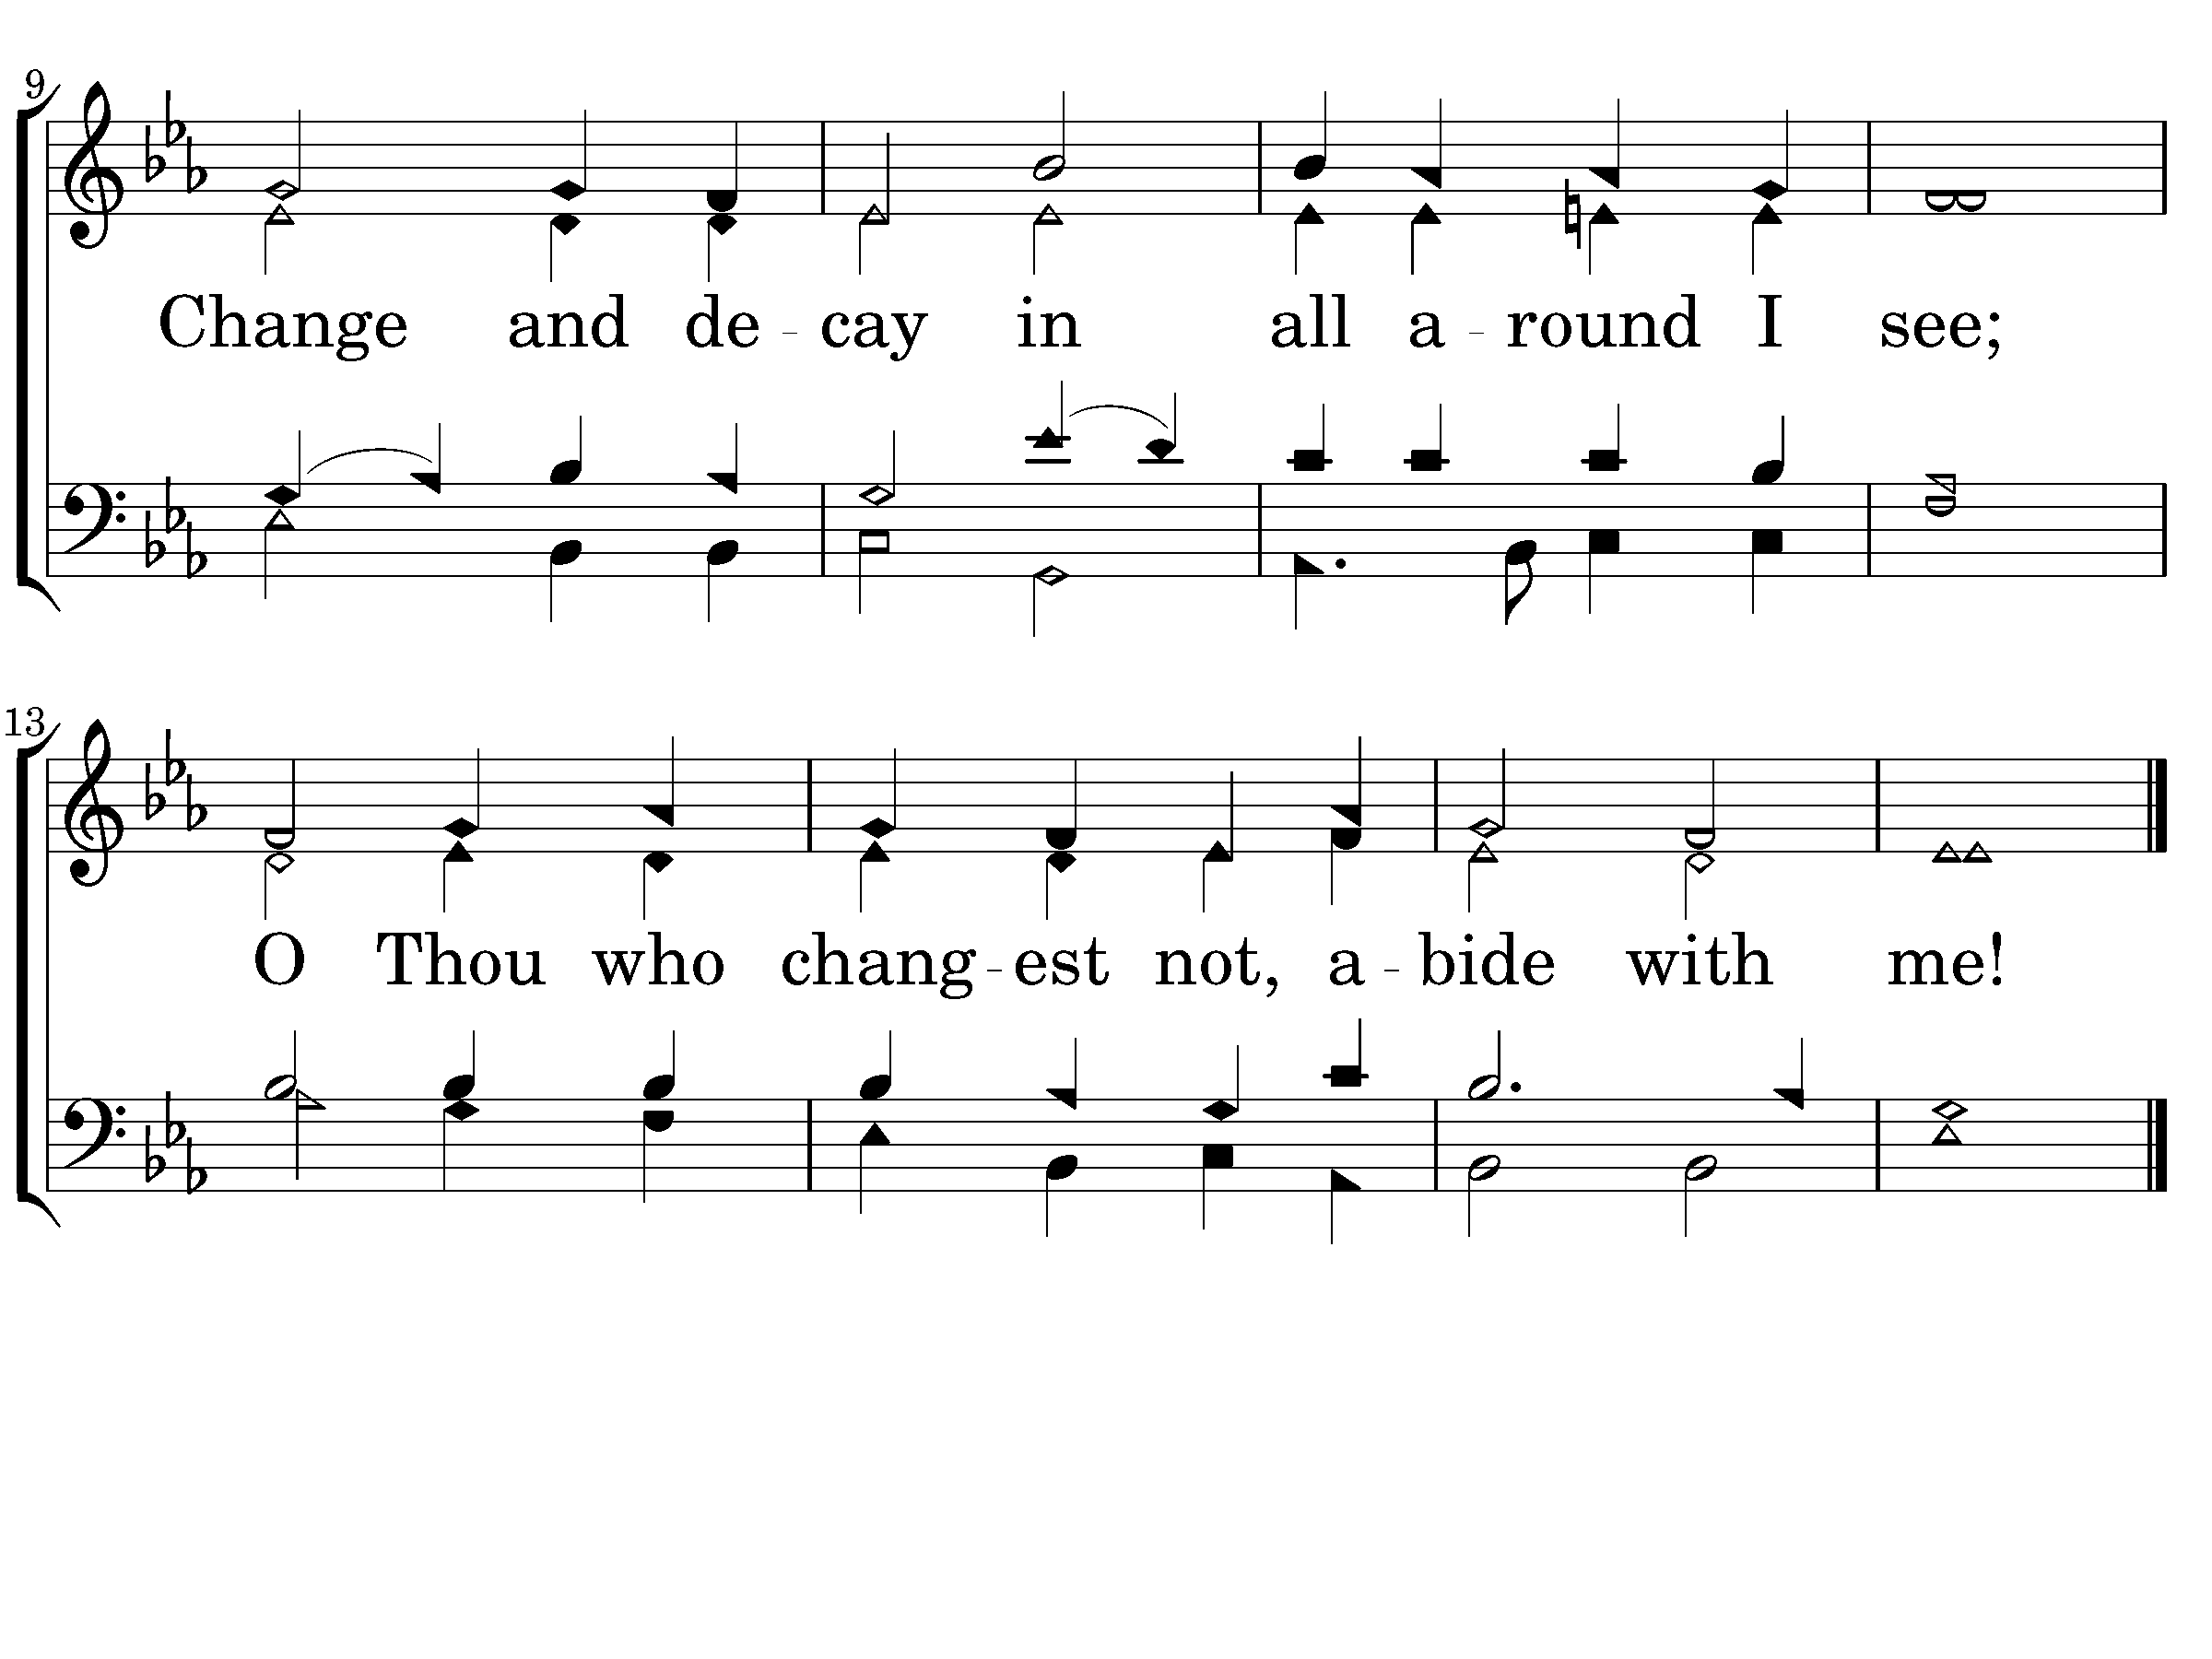 9
Change and de - cay in all a - round I see;
13
O Thou who chang - est not, a - bide with me!